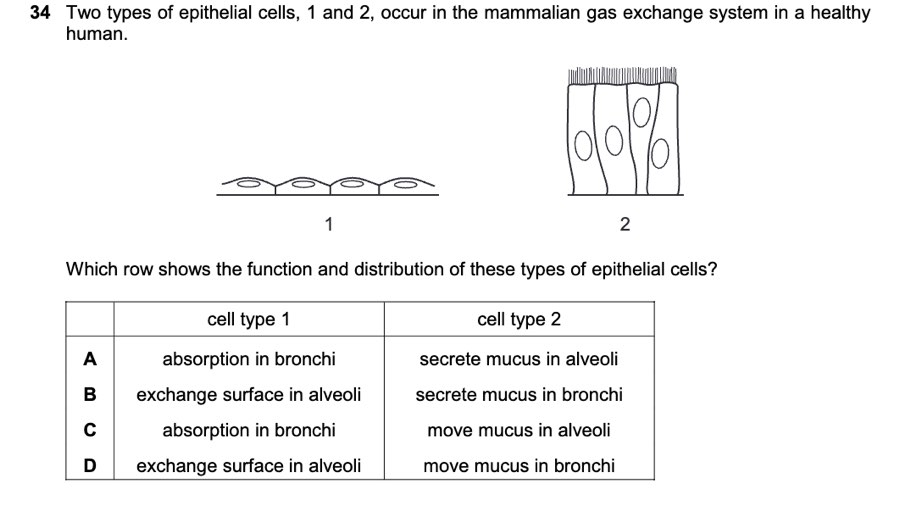 34 Two types of epithelial cells, 1 and 2, occur in the mammalian gas exchange system in a healthy
human.
1 2
Which row shows the function and distribution of these types of epithelial cells?
cell type 1 cell type 2
A absorption in bronchi secrete mucus in alveoli
B exchange surface in alveoli secrete mucus in bronchi
C absorption in bronchi move mucus in alveoli
D exchange surface in alveoli move mucus in bronchi